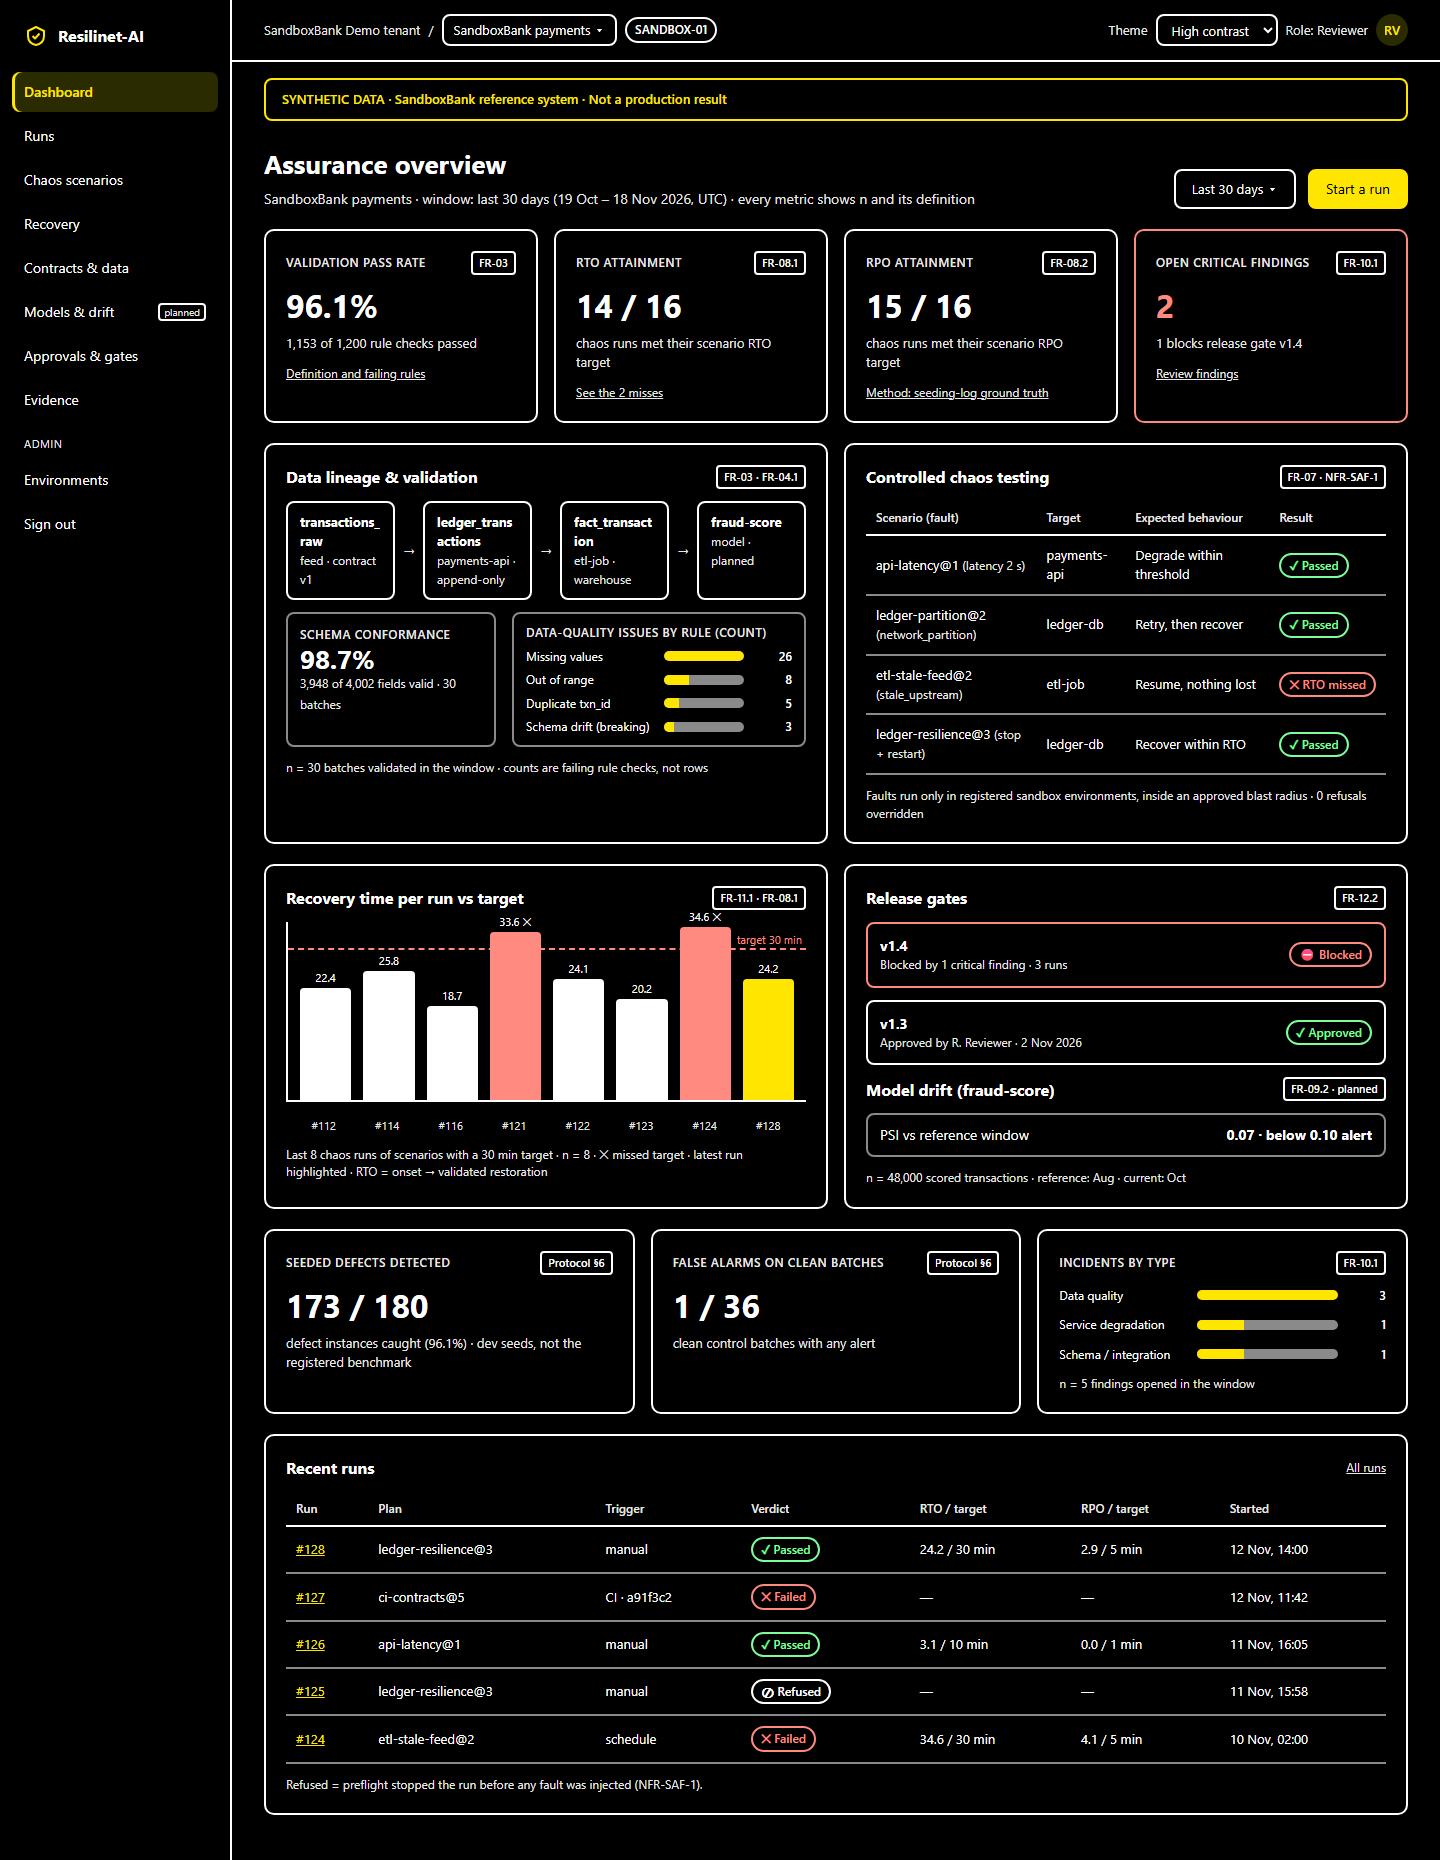 Resilinet-AI
Dashboard
Runs
Chaos scenarios
Recovery
Contracts & data
Models & drift planned
Approvals & gates
Evidence
ADMIN
Environments
Sign out
SandboxBank Demo tenant / SandboxBank payments SANDBOX-01
Theme High contrast Role: Reviewer RV
SYNTHETIC DATA · SandboxBank reference system · Not a production result
Assurance overview
SandboxBank payments · window: last 30 days (19 Oct – 18 Nov 2026, UTC) · every metric shows n and its definition
Last 30 days
Start a run
VALIDATION PASS RATE FR-03
96.1%
1,153 of 1,200 rule checks passed
Definition and failing rules
RTO ATTAINMENT FR-08.1
14 / 16
chaos runs met their scenario RTO
target
See the 2 misses
RPO ATTAINMENT FR-08.2
15 / 16
chaos runs met their scenario RPO
target
Method: seeding-log ground truth
OPEN CRITICAL FINDINGS FR-10.1
2
1 blocks release gate v1.4
Review findings
Data lineage & validation FR-03 · FR-04.1
transactions_
raw
feed · contract
v1
→
ledger_trans
actions
payments-api ·
append-only
→
fact_transact
ion
etl-job ·
warehouse
→
fraud-score
model ·
planned
SCHEMA CONFORMANCE
98.7%
3,948 of 4,002 fields valid · 30
batches
DATA-QUALITY ISSUES BY RULE (COUNT)
Missing values 26
Out of range 8
Duplicate txn_id 5
Schema drift (breaking) 3
n = 30 batches validated in the window · counts are failing rule checks, not rows
Controlled chaos testing FR-07 · NFR-SAF-1
Scenario (fault) Target Expected behaviour Result
api-latency@1 (latency 2 s) payments-
api Degrade within
threshold ✓ Passed
ledger-partition@2
(network_partition) ledger-db Retry, then recover ✓ Passed
etl-stale-feed@2
(stale_upstream) etl-job Resume, nothing lost ✕ RTO missed
ledger-resilience@3 (stop
+ restart) ledger-db Recover within RTO ✓ Passed
Faults run only in registered sandbox environments, inside an approved blast radius · 0 refusals
overridden
Recovery time per run vs target FR-11.1 · FR-08.1
target 30 min
22.4 25.8 18.7 33.6 ✕ 24.1 20.2 34.6 ✕ 24.2
#112 #114 #116 #121 #122 #123 #124 #128
Last 8 chaos runs of scenarios with a 30 min target · n = 8 · ✕ missed target · latest run
highlighted · RTO = onset → validated restoration
Release gates FR-12.2
v1.4
Blocked by 1 critical finding · 3 runs
⛔ Blocked
v1.3
Approved by R. Reviewer · 2 Nov 2026
✓ Approved
Model drift (fraud-score) FR-09.2 · planned
PSI vs reference window 0.07 · below 0.10 alert
n = 48,000 scored transactions · reference: Aug · current: Oct
SEEDED DEFECTS DETECTED Protocol §6
173 / 180
defect instances caught (96.1%) · dev seeds, not the
registered benchmark
FALSE ALARMS ON CLEAN BATCHES Protocol §6
1 / 36
clean control batches with any alert
INCIDENTS BY TYPE FR-10.1
Data quality 3
Service degradation 1
Schema / integration 1
n = 5 findings opened in the window
Recent runs All runs
Run Plan Trigger Verdict RTO / target RPO / target Started
#128 ledger-resilience@3 manual ✓ Passed 24.2 / 30 min 2.9 / 5 min 12 Nov, 14:00
#127 ci-contracts@5 CI · a91f3c2 ✕ Failed — — 12 Nov, 11:42
#126 api-latency@1 manual ✓ Passed 3.1 / 10 min 0.0 / 1 min 11 Nov, 16:05
#125 ledger-resilience@3 manual ⊘ Refused — — 11 Nov, 15:58
#124 etl-stale-feed@2 schedule ✕ Failed 34.6 / 30 min 4.1 / 5 min 10 Nov, 02:00
Refused = preflight stopped the run before any fault was injected (NFR-SAF-1).